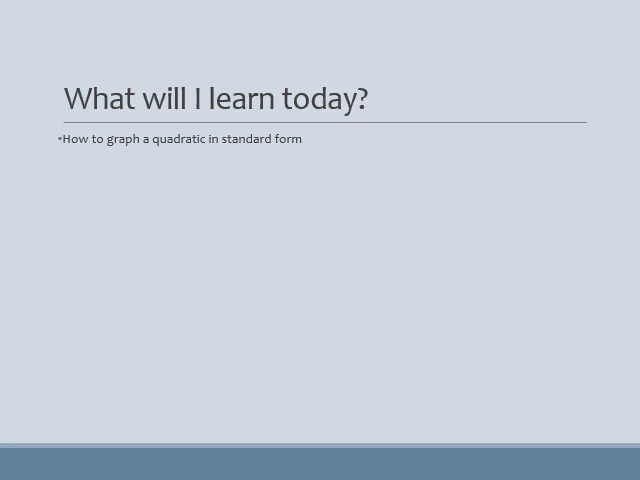 What will I learn today?
•How to graph a quadratic in standard form